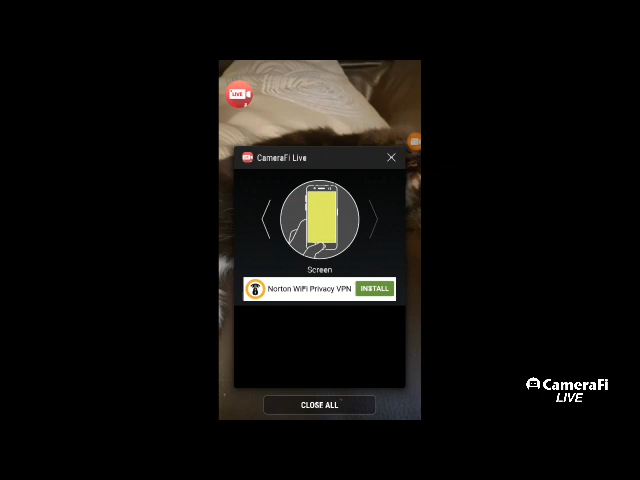 LIVE
CameraFi Live
Screen
Norton WiFi Privacy VPN
INSTALL
CLOSE ALL
CameraFi
LIVE